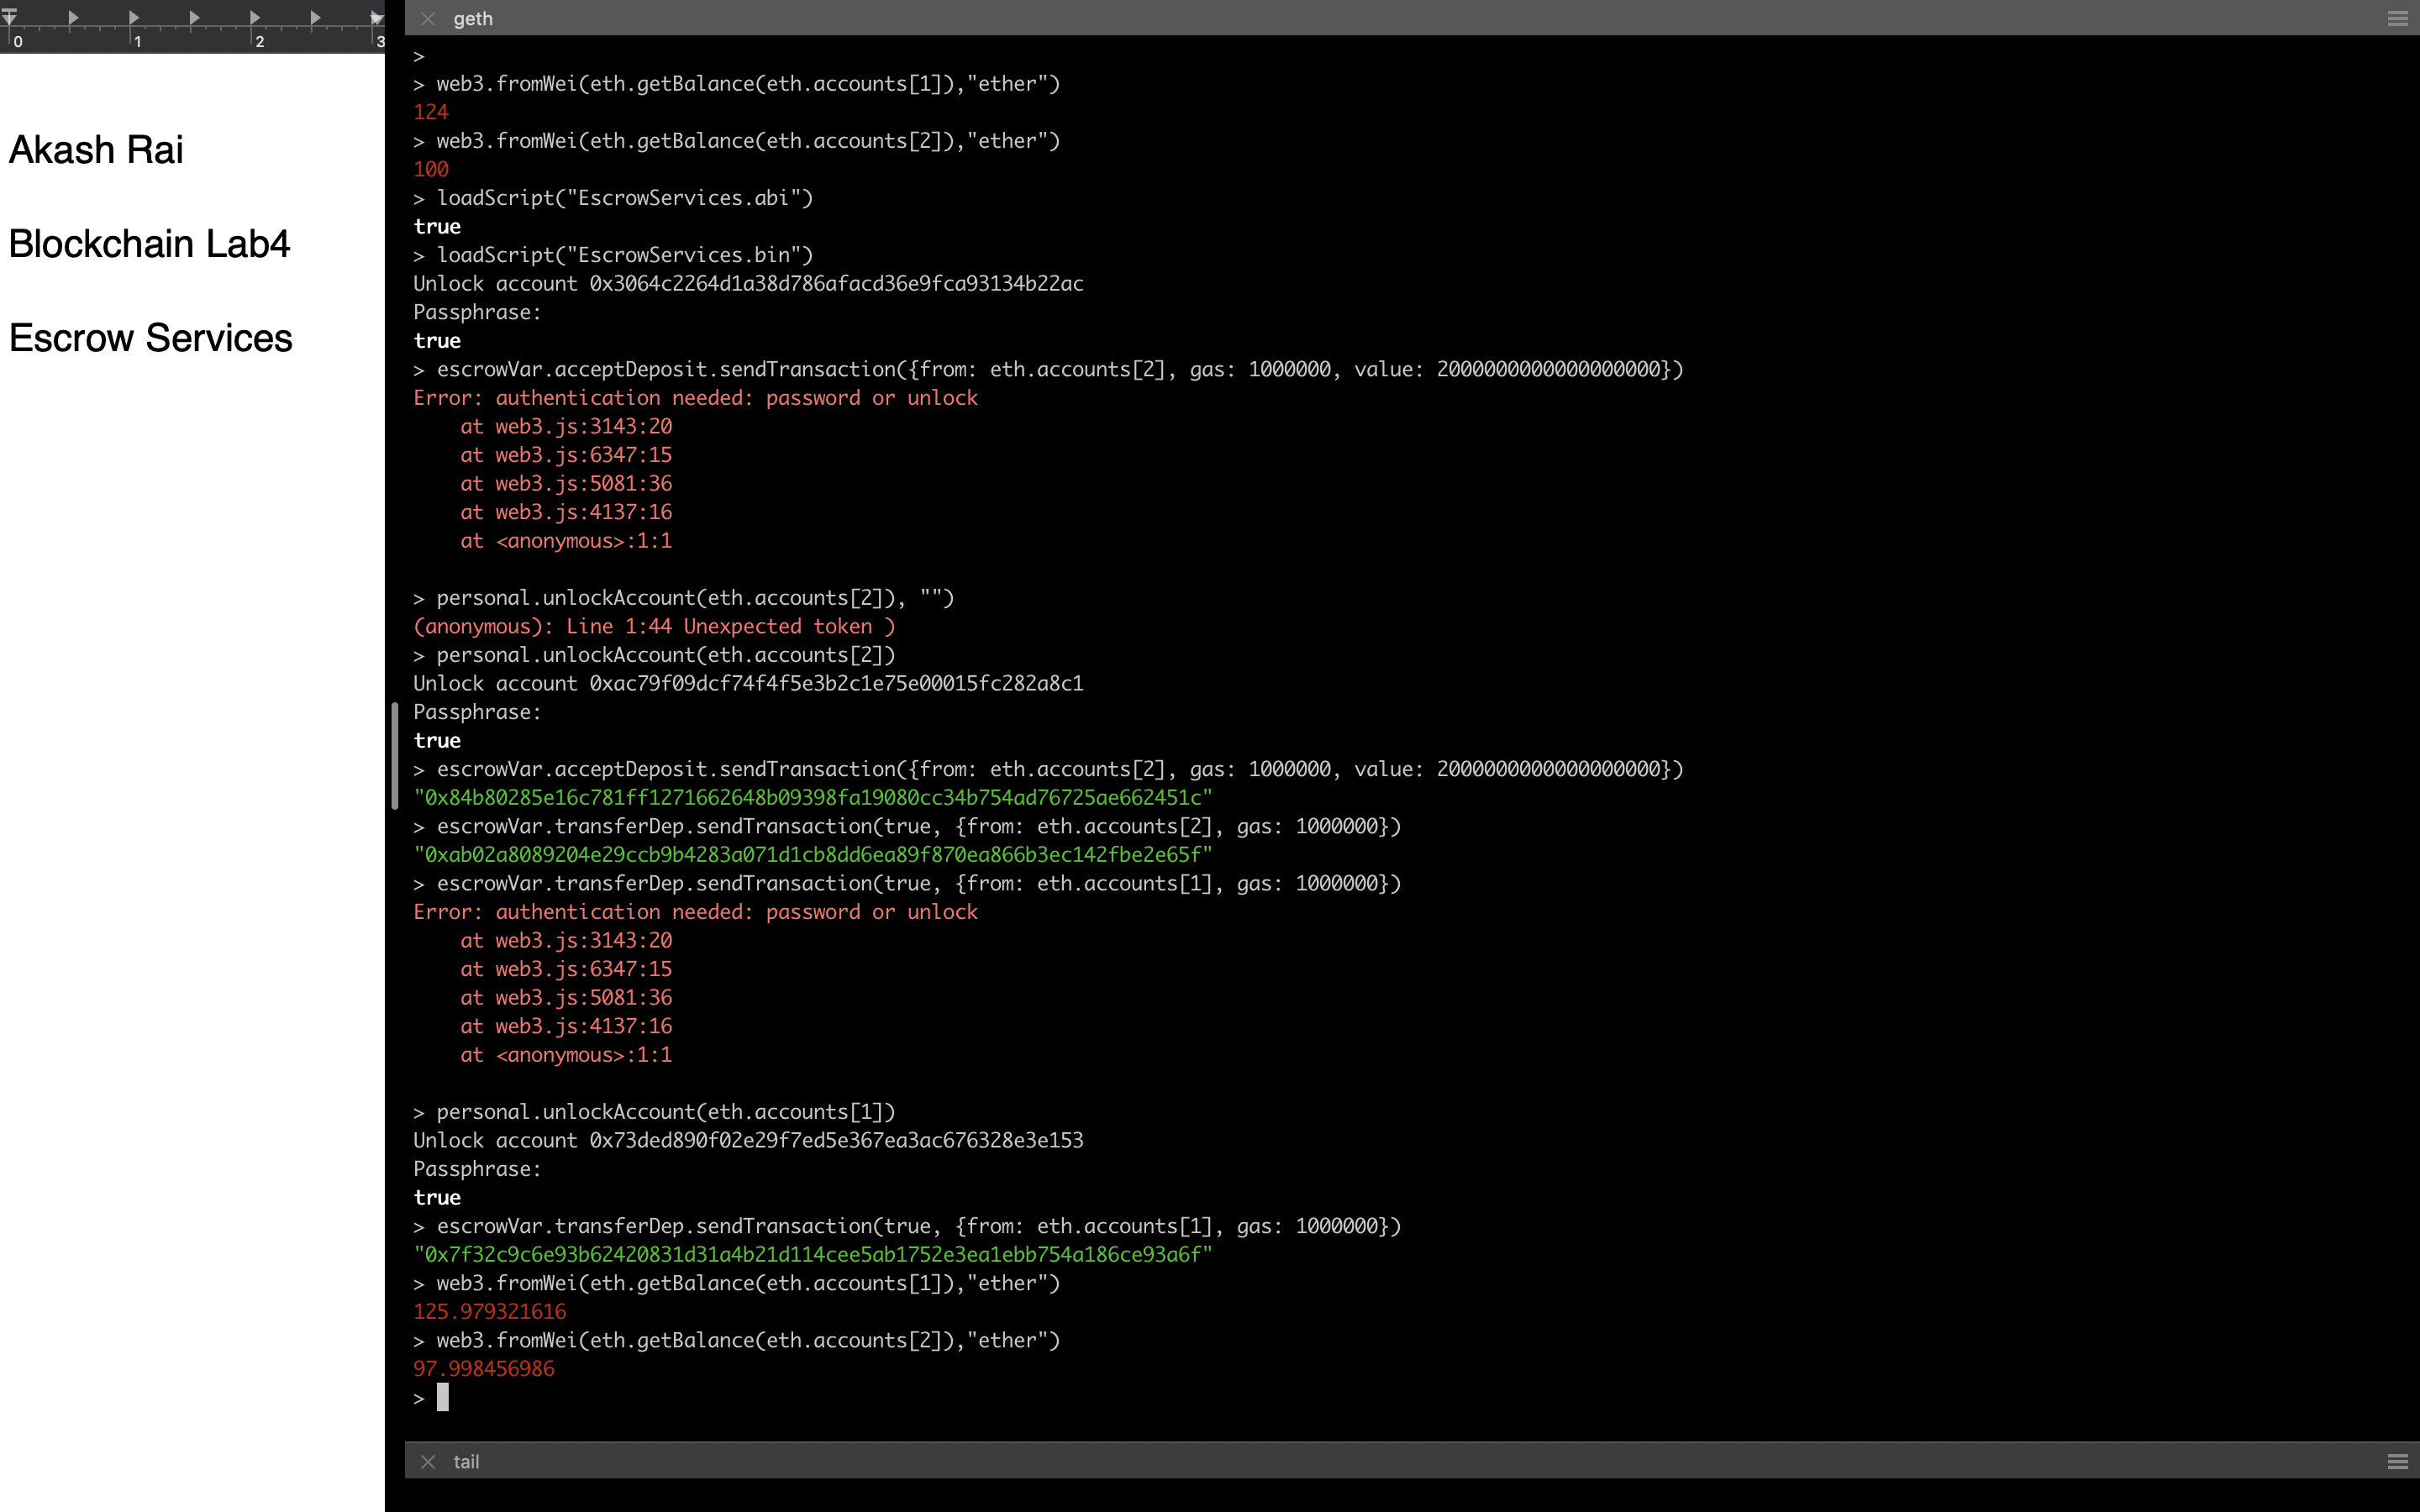 0 1 2 3
Akash Rai
Blockchain Lab4
Escrow Services
geth
>
> web3.fromWei(eth.getBalance(eth.accounts[1]),"ether")
124
> web3.fromWei(eth.getBalance(eth.accounts[2]),"ether")
100
> loadScript("EscrowServices.abi")
true
> loadScript("EscrowServices.bin")
Unlock account 0x3064c2264d1a38d786afacd36e9fca93134b22ac
Passphrase:
true
> escrowVar.acceptDeposit.sendTransaction({from: eth.accounts[2], gas: 1000000, value: 2000000000000000000})
Error: authentication needed: password or unlock
    at web3.js:3143:20
    at web3.js:6347:15
    at web3.js:5081:36
    at web3.js:4137:16
    at <anonymous>:1:1
> personal.unlockAccount(eth.accounts[2]), "")
(anonymous): Line 1:44 Unexpected token )
> personal.unlockAccount(eth.accounts[2])
Unlock account 0xac79f09dcf74f4f5e3b2c1e75e00015fc282a8c1
Passphrase:
true
> escrowVar.acceptDeposit.sendTransaction({from: eth.accounts[2], gas: 1000000, value: 2000000000000000000})
"0x84b80285e16c781ff1271662648b09398fa19080cc34b754ad76725ae662451c"
> escrowVar.transferDep.sendTransaction(true, {from: eth.accounts[2], gas: 1000000})
"0xab02a8089204e29ccb9b4283a071d1cb8dd6ea89f870ea866b3ec142fbe2e65f"
> escrowVar.transferDep.sendTransaction(true, {from: eth.accounts[1], gas: 1000000})
Error: authentication needed: password or unlock
    at web3.js:3143:20
    at web3.js:6347:15
    at web3.js:5081:36
    at web3.js:4137:16
    at <anonymous>:1:1
> personal.unlockAccount(eth.accounts[1])
Unlock account 0x73ded890f02e29f7ed5e367ea3ac676328e3e153
Passphrase:
true
> escrowVar.transferDep.sendTransaction(true, {from: eth.accounts[1], gas: 1000000})
"0x7f32c9c6e93b62420831d31a4b21d114cee5ab1752e3ea1ebb754a186ce93a6f"
> web3.fromWei(eth.getBalance(eth.accounts[1]),"ether")
125.979321616
> web3.fromWei(eth.getBalance(eth.accounts[2]),"ether")
97.998456986
>
tail